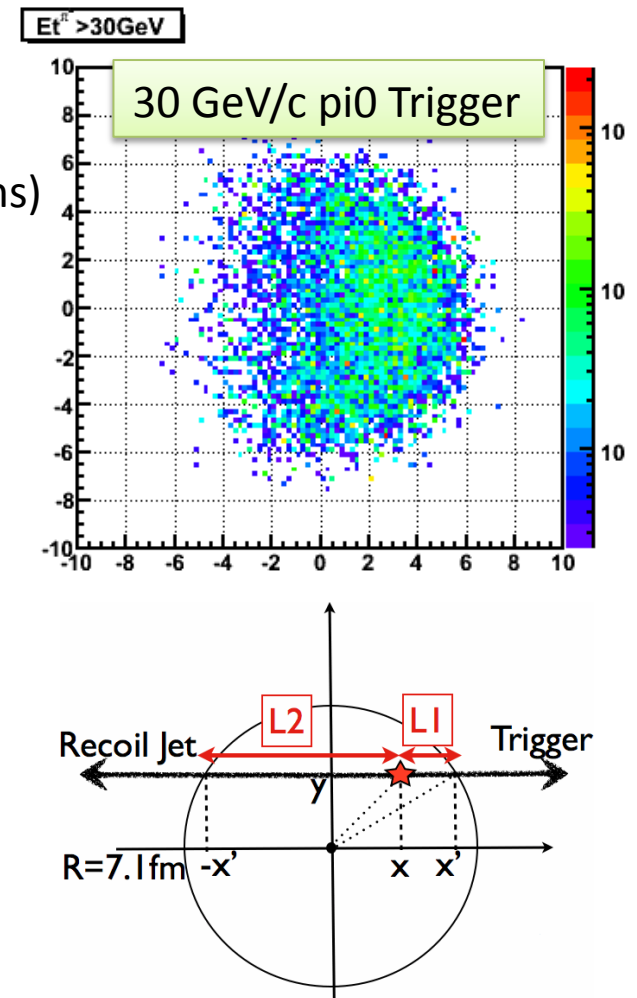 Et^π >30GeV
30 GeV/c pi0 Trigger
ns)
10
8
6
4
2
0
-2
-4
-6
-8
-10
-10 -8 -6 -4 -2 0 2 4 6 8 10
10
10
10
L2 L1
Recoil Jet Trigger
y
R=7.1fm -x' x x'